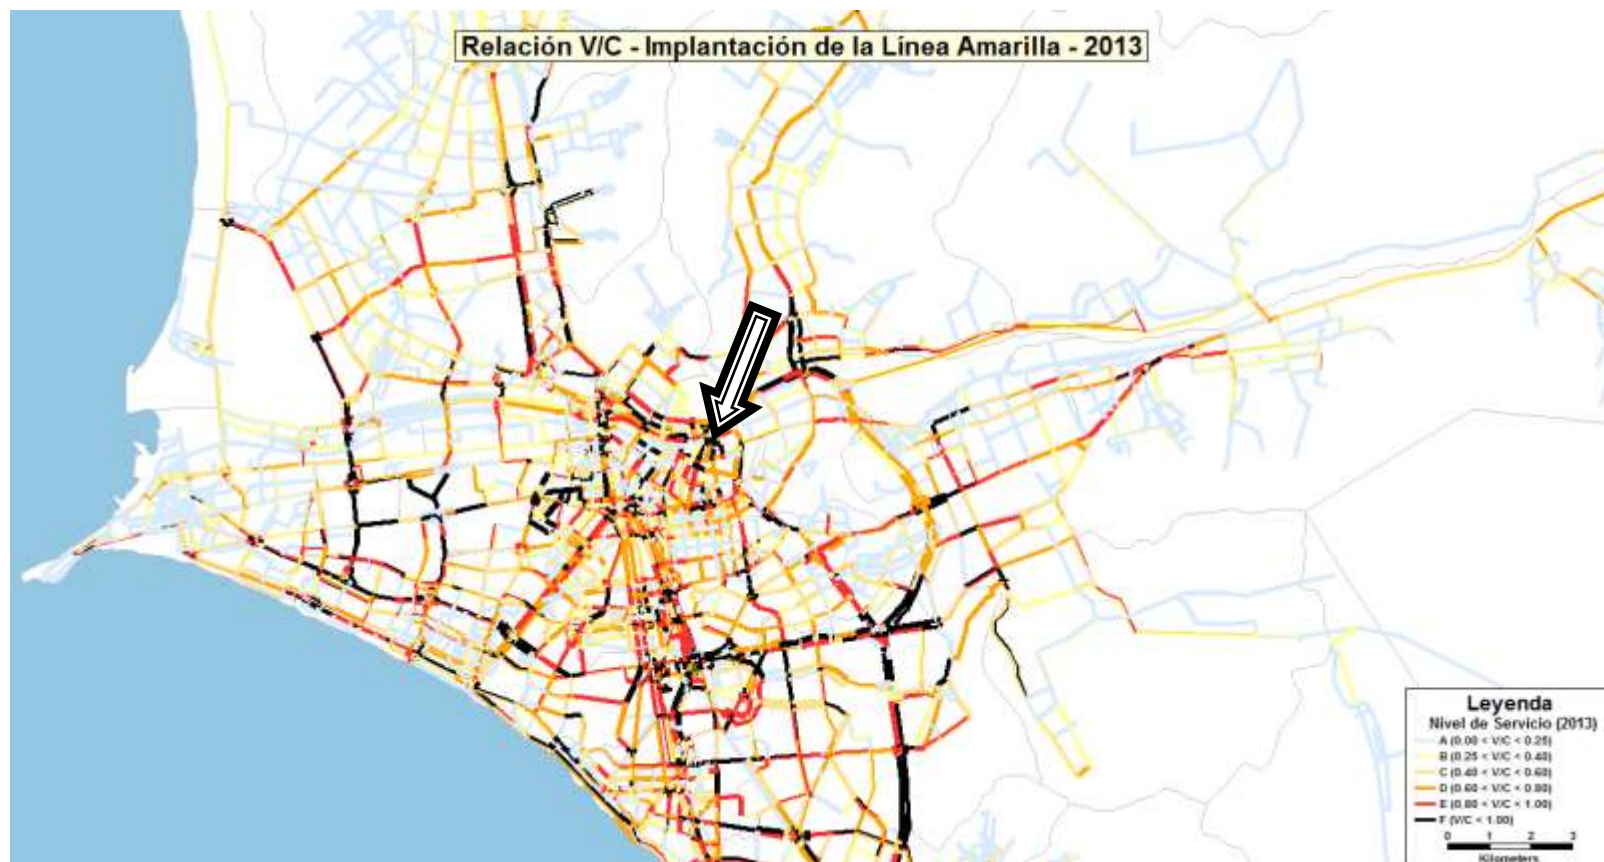 Relación V/C - Implantación de la Línea Amarilla - 2013
Leyenda
Nivel de Servicio (2013)
A (0.00 < V/C < 0.25)
B (0.25 < V/C < 0.40)
C (0.40 < V/C < 0.60)
D (0.60 < V/C < 0.80)
E (0.80 < V/C < 1.00)
F (V/C < 1.00)
0 1 2 3
Kilometers